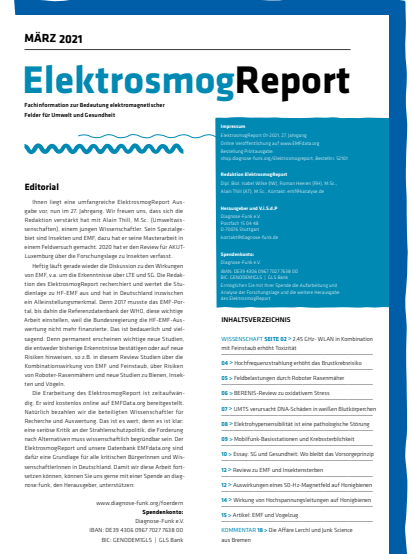 MÄRZ 2021
ElektrosmogReport
Fachinformation zur Bedeutung elektromagnetischer
Felder für Umwelt und Gesundheit
Editorial
Ihnen liegt eine umfangreiche ElektrosmogReport Aus-
gabe vor, nun im 27. Jahrgang. Wir freuen uns, dass sich die
Redaktion verstärkt mit Alain Thill, M.Sc. (Umweltwis-
senschaften), einem jungen Wissenschaftler. Sein Spezialge-
biet sind Insekten und EMF, dazu hat er seine Masterarbeit in
einem Feldversuch gemacht. 2020 hat er den Review für AKUT-
Luxemburg über die Forschungslage zu Insekten verfasst.
Heftig läuft gerade wieder die Diskussion zu den Wirkungen
von EMF, v.a. um die Erkenntnisse über LTE und 5G. Die Redak-
tion des ElektrosmogReport recherchiert und wertet die Stu-
dienlage zu HF-EMF aus und hat in Deutschland inzwischen
ein Alleinstellungsmerkmal. Denn 2017 musste das EMF-Por-
tal, bis dahin die Referenzdatenbank der WHO, diese wichtige
Arbeit einstellen, weil die Bundesregierung die HF-EMF-Aus-
wertung nicht mehr finanzierte. Das ist bedauerlich und viel-
sagend. Denn permanent erscheinen wichtige neue Studien,
die entweder bisherige Erkenntnisse bestätigen oder auf neue
Risiken hinweisen, so z.B. in diesem Review Studien über die
Kombinationswirkung von EMF und Feinstaub, über Risiken
von Roboter-Rasenmähern und neue Studien zu Bienen, Insek-
ten und Vögeln.
Die Erarbeitung des ElektrosmogReport ist zeitaufwän-
dig. Er wird kostenlos online auf EMFdata.org bereitgestellt.
Natürlich bezahlen wir die beteiligten Wissenschaftler für
Recherche und Auswertung. Das ist es wert, denn es ist klar:
eine seriöse Kritik an der Strahlenschutzpolitik, die Forderung
nach Alternativen muss wissenschaftlich begründbar sein. Der
ElektrosmogReport und unsere Datenbank EMFdata.org sind
dafür eine Grundlage für alle kritischen BürgerInnen und Wis-
senschaftlerInnen in Deutschland. Damit wir diese Arbeit fort-
setzen können, können Sie uns gerne mit einer Spende an diag-
nose:funk, den Herausgeber, unterstützen:
www.diagnose-funk.org/foerdern
Spendenkonto:
Diagnose-Funk e.V.
IBAN: DE39 4306 0967 7027 7638 00
BIC: GENODEM1GLS | GLS Bank
Impressum
ElektrosmogReport 01-2021, 27. Jahrgang
Online Veröffentlichung auf www.EMFdata.org
Bestellung Printausgabe:
shop.diagnose-funk.org/Elektrosmogreport, Bestellnr. 52101
Redaktion ElektrosmogReport
Dipl. Biol. Isabel Wilke (IW), Roman Heeren (RH), M.Sc.,
Alain Thill (AT), M.Sc., Kontakt: emf@katalyse.de
Herausgeber und V.i.S.d.P
Diagnose-Funk e.V.
Postfach 15 04 48
D-70076 Stuttgart
kontakt@diagnose-funk.de
Spendenkonto:
Diagnose-Funk e.V.
IBAN: DE39 4306 0967 7027 7638 00
BIC: GENODEM1GLS | GLS Bank
Ermöglichen Sie mit Ihrer Spende die Aufarbeitung und
Analyse der Forschungslage und die weitere Herausgabe
des ElektrosmogReport
INHALTSVERZEICHNIS
WISSENSCHAFT SEITE 02 > 2,45 GHz- WLAN in Kombination
mit Feinstaub erhöht Toxizität
04 > Hochfrequenzstrahlung erhöht das Brustkrebsrisiko
05 > Feldbelastungen durch Roboter Rasenmäher
06 > BERENIS-Review zu oxidativem Stress
07 > UMTS verursacht DNA-Schäden in weißen Blutkörperchen
08 > Elektrohypersensibilität ist eine pathologische Störung
09 > Mobilfunk-Basisstationen und Krebssterblichkeit
10 > Essay: 5G und Gesundheit: Wo bleibt das Vorsorgeprinzip
12 > Review zu EMF und Insektensterben
12 > Auswirkungen eines 50-Hz-Magnetfeld auf Honigbienen
14 > Wirkung von Hochspannungsleitungen auf Honigbienen
15 > Artikel: EMF und Vogelzug
KOMMENTAR 18 > Die Affäre Lerchl und Junk Science
aus Bremen